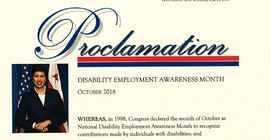 Proclamation
DISABILITY EMPLOYMENT AWARENESS MONTH
OCTOBER 2018
WHEREAS, in 1998, Congress declared the month of October as
National Disability Employment Awareness Month to recognize
contributions made by individuals with disabilities; and